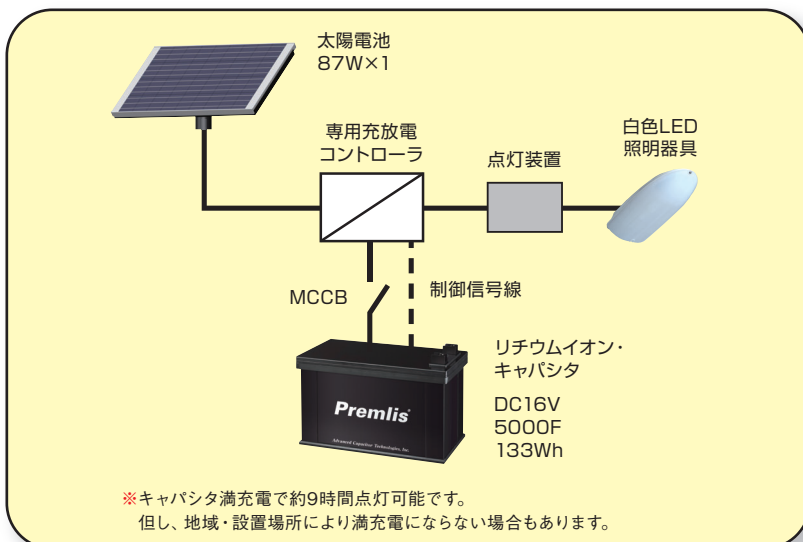 太陽電池
87W×1
専用充放電
コントローラ
点灯装置
白色LED
照明器具
MCCB
制御信号線
リチウムイオン・
キャパシタ
DC16V
5000F
133Wh
Premlis
Advanced Capacitor Technologies, Inc.
※キャパシタ満充電で約9時間点灯可能です。
但し、地域・設置場所により満充電にならない場合もあります。